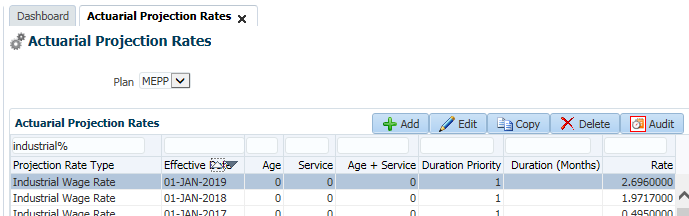 Dashboard Actuarial Projection Rates
Actuarial Projection Rates
Plan MEPP
Actuarial Projection Rates Add Edit Copy Delete Audit
industrial%
Projection Rate Type Effective Age Service Age + Service Duration Priority Duration (Months) Rate
Industrial Wage Rate 01-JAN-2019 0 0 0 1 2.6960000
Industrial Wage Rate 01-JAN-2018 0 0 0 1 1.9717000
Industrial Wage Rate 01-JAN-2017 0 0 0 1 0.4950000